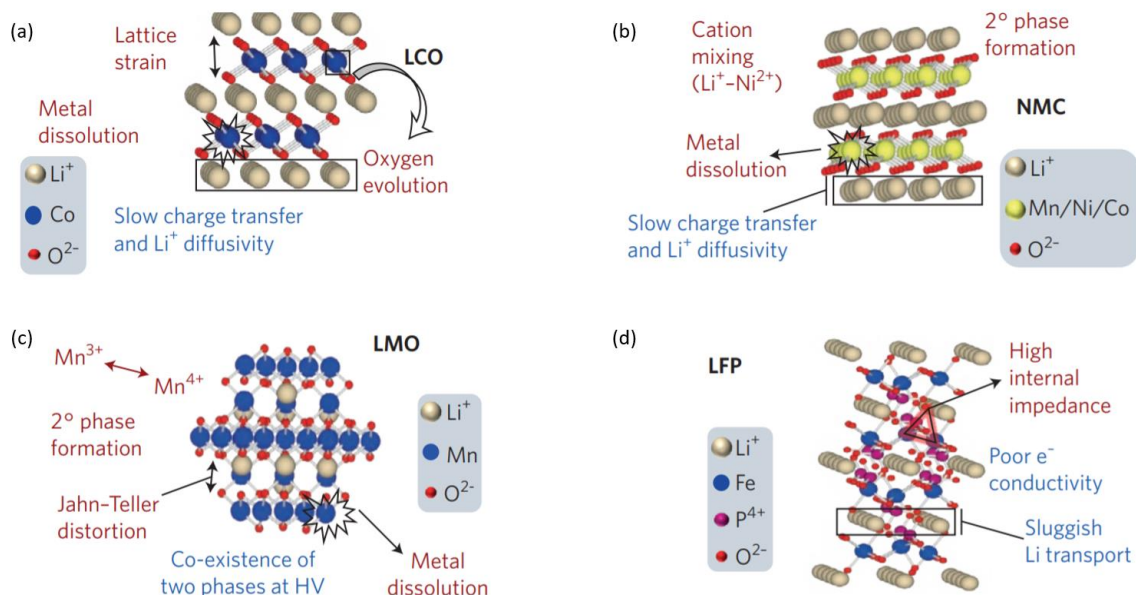 (a)
Lattice
strain
LCO
Metal
dissolution
Oxygen
evolution
Li⁺
Co
O²⁻
Slow charge transfer
and Li⁺ diffusivity
(b)
Cation
mixing
(Li⁺–Ni²⁺)
2° phase
formation
NMC
Metal
dissolution
Slow charge transfer
and Li⁺ diffusivity
Li⁺
Mn/Ni/Co
O²⁻
(c)
LMO
Mn³⁺
Mn⁴⁺
2° phase
formation
Jahn–Teller
distortion
Li⁺
Mn
O²⁻
Co-existence of
two phases at HV
Metal
dissolution
(d)
LFP
High
internal
impedance
Li⁺
Fe
P⁴⁺
O²⁻
Poor e⁻
conductivity
Sluggish
Li transport